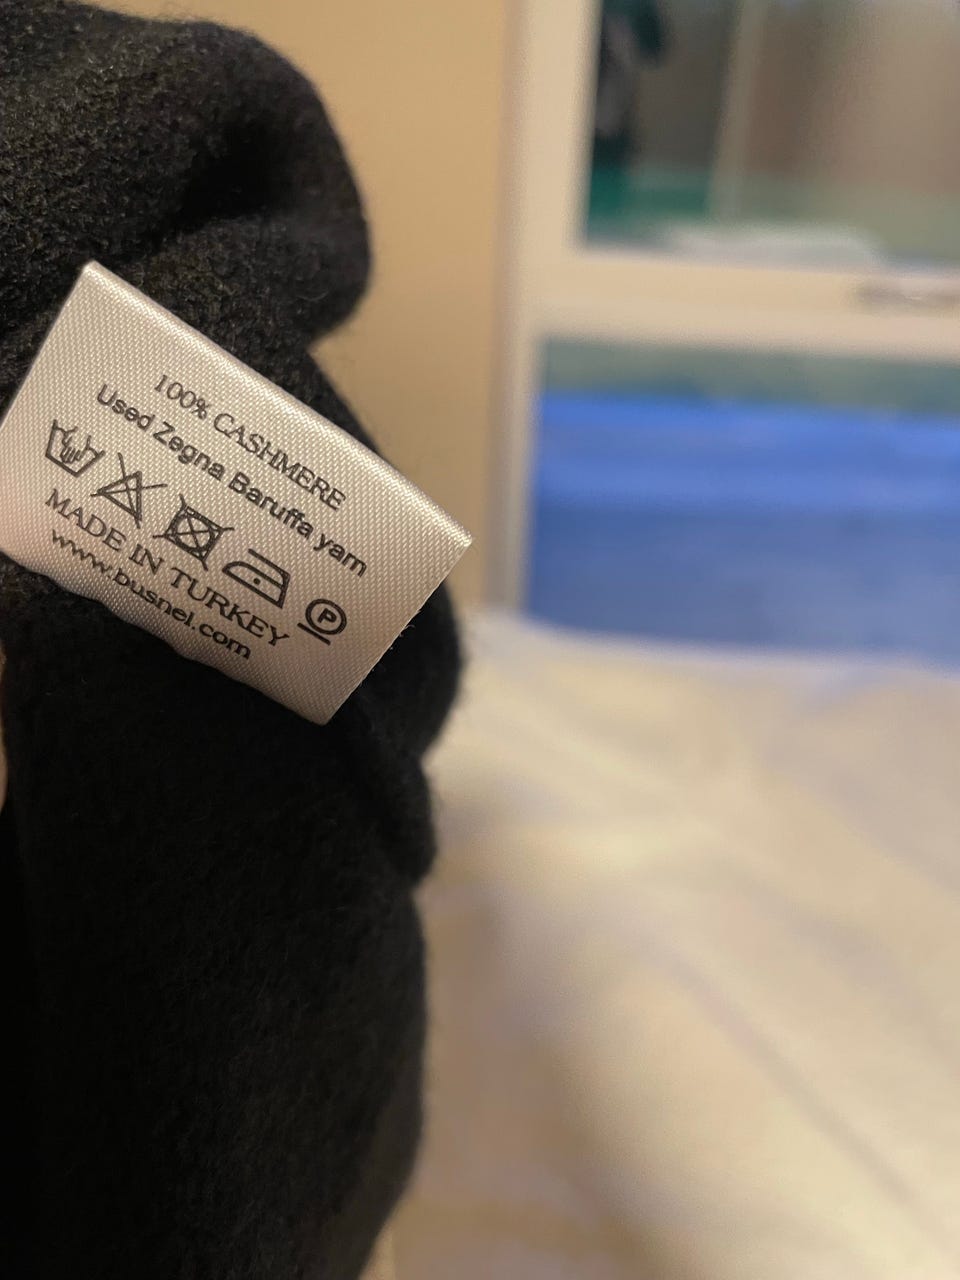 100% CASHMERE
Used Zegna Baruffa yarn
P
MADE IN TURKEY
www.busnel.com